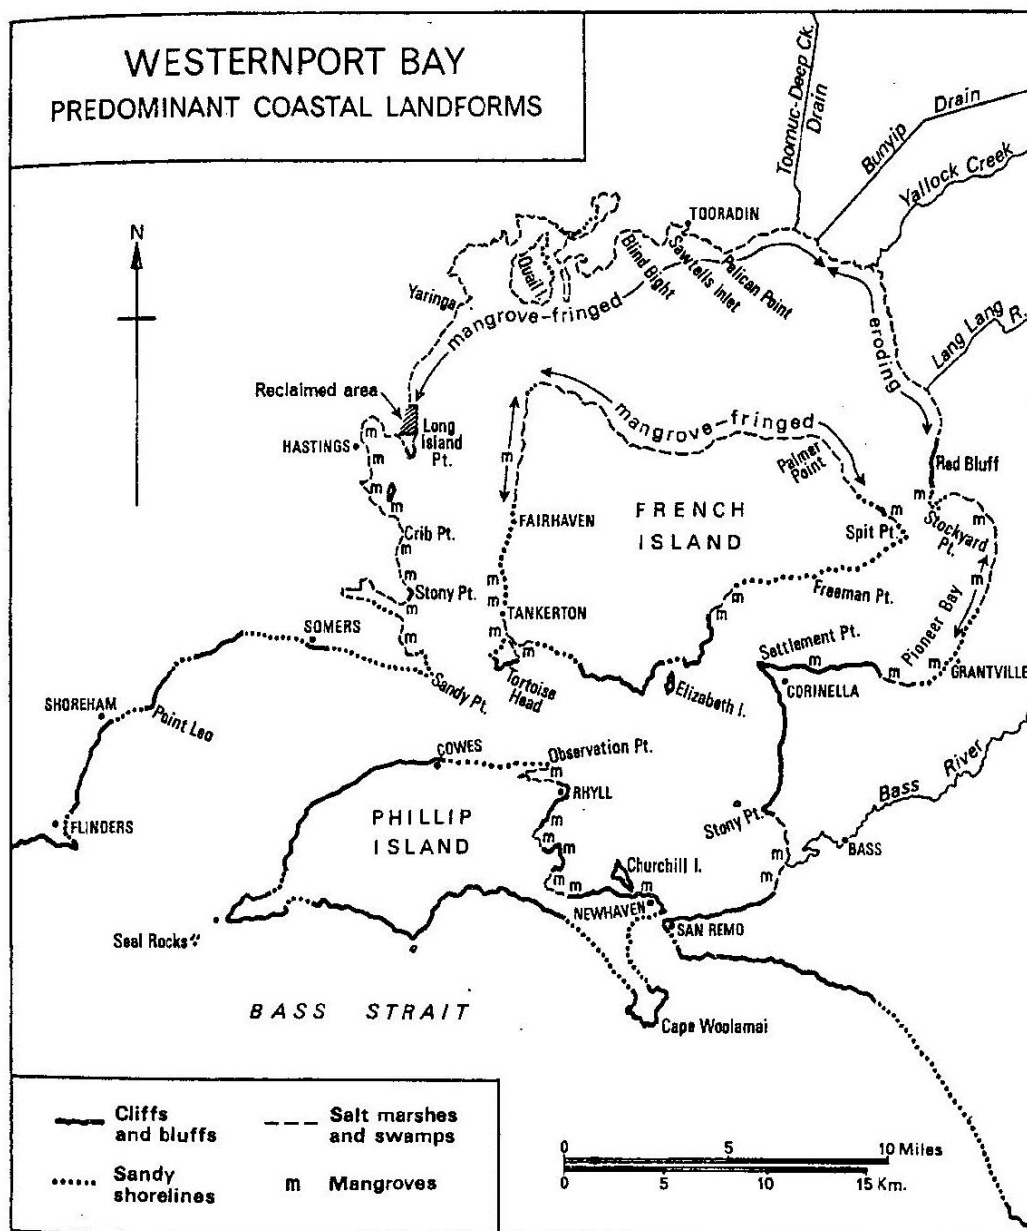 WESTERNPORT BAY
PREDOMINANT COASTAL LANDFORMS
Toomuc-Deep Ck.
Drain
Bunyip
Drain
Yallock Creek
N
TOORADIN
Quail I.
Blind Bight
Sawtells Inlet
Pelican Point
Yaringa
mangrove-fringed
eroding
Lang Lang
R.
Reclaimed area
Long
Island
Pt.
HASTINGS
m
m
m
m
mangrove-fringed
Palmer
Point
Red Bluff
m
m
m
Stockyard
Pt.
FAIRHAVEN
FRENCH
ISLAND
Spit Pt.
m
Crib Pt.
m
m
Stony Pt.
m
m
m
m
TANKERTON
m
m
m
Freeman Pt.
m
Pioneer Bay
SOMERS
m
Sandy Pt.
m
m
Tortoise
Head
Elizabeth I.
Settlement Pt.
m
m
m
GRANTVILLE
CORINELLA
SHOREHAM
Point Leo
COWES
Observation Pt.
m
RHYLL
Bass River
FLINDERS
PHILLIP
ISLAND
m
m
m
Stony Pt.
m
m
BASS
Churchill I.
m
m
m
NEWHAVEN
SAN REMO
Seal Rocks
BASS STRAIT
Cape Woolamai
Cliffs
and bluffs
Salt marshes
and swamps
Sandy
shorelines
m Mangroves
0 5 10 Miles
0 5 10 15 Km.